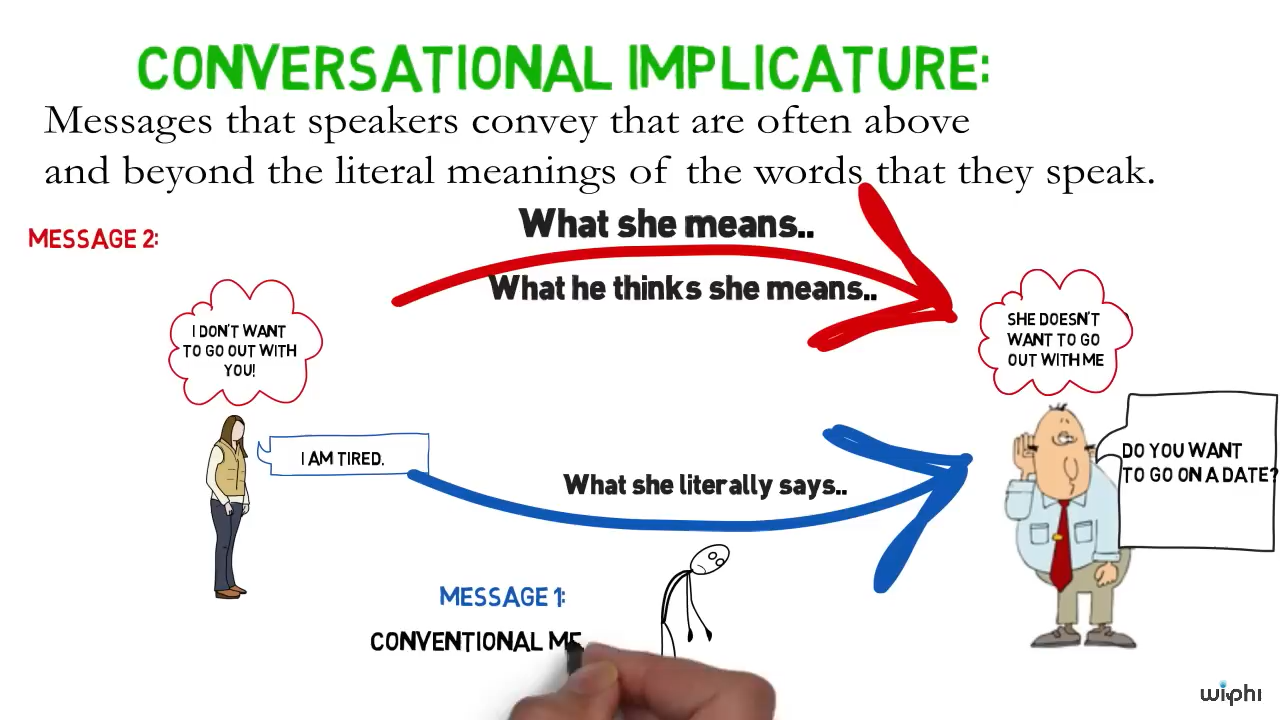 CONVERSATIONAL IMPLICATURE:
Messages that speakers convey that are often above
and beyond the literal meanings of the words that they speak.
MESSAGE 2:
What she means..
What he thinks she means..
I DON'T WANT
TO GO OUT WITH
YOU!
SHE DOESN'T
WANT TO GO
OUT WITH ME
I AM TIRED.
DO YOU WANT
TO GO ON A DATE?
What she literally says..
MESSAGE 1:
CONVENTIONAL ME
wiphi